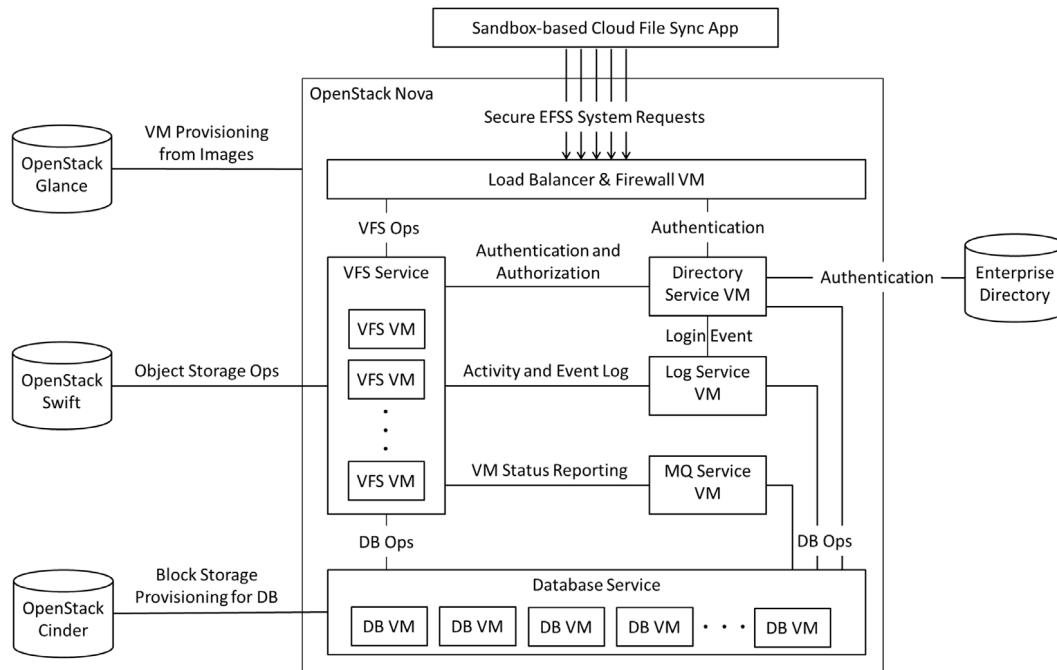 Sandbox-based Cloud File Sync App
OpenStack Nova
Secure EFSS System Requests
VM Provisioning
from Images
OpenStack
Glance
Load Balancer & Firewall VM
VFS Ops
Authentication
VFS Service
Authentication and
Authorization
Directory
Service VM
Authentication
Enterprise
Directory
VFS VM
Login Event
OpenStack
Swift
Object Storage Ops
VFS VM
Activity and Event Log
Log Service
VM
VFS VM
VM Status Reporting
MQ Service
VM
DB Ops
DB Ops
Block Storage
Provisioning for DB
OpenStack
Cinder
Database Service
DB VM
DB VM
DB VM
DB VM
DB VM